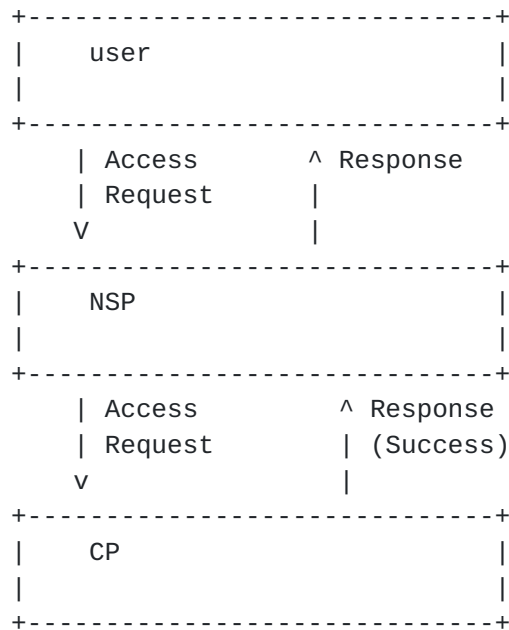 +------------------------------+
|    user                      |
|                              |
+------------------------------+
    | Access       ^ Response
    | Request      |
    V              |
+------------------------------+
|    NSP                       |
|                              |
+------------------------------+
    | Access         ^ Response
    | Request        | (Success)
    v                |
+------------------------------+
|    CP                        |
|                              |
+------------------------------+